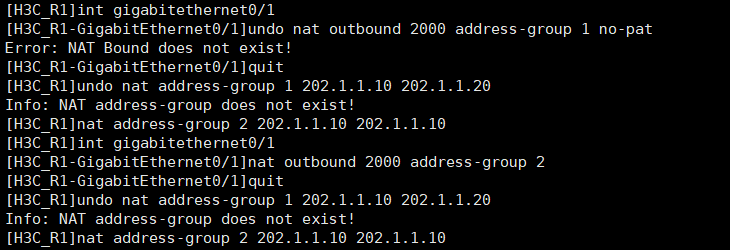 [H3C_R1]int gigabitethernet0/1
[H3C_R1-GigabitEthernet0/1]undo nat outbound 2000 address-group 1 no-pat
Error: NAT Bound does not exist!
[H3C_R1-GigabitEthernet0/1]quit
[H3C_R1]undo nat address-group 1 202.1.1.10 202.1.1.20
Info: NAT address-group does not exist!
[H3C_R1]nat address-group 2 202.1.1.10 202.1.1.10
[H3C_R1]int gigabitethernet0/1
[H3C_R1-GigabitEthernet0/1]nat outbound 2000 address-group 2
[H3C_R1-GigabitEthernet0/1]quit
[H3C_R1]undo nat address-group 1 202.1.1.10 202.1.1.20
Info: NAT address-group does not exist!
[H3C_R1]nat address-group 2 202.1.1.10 202.1.1.10